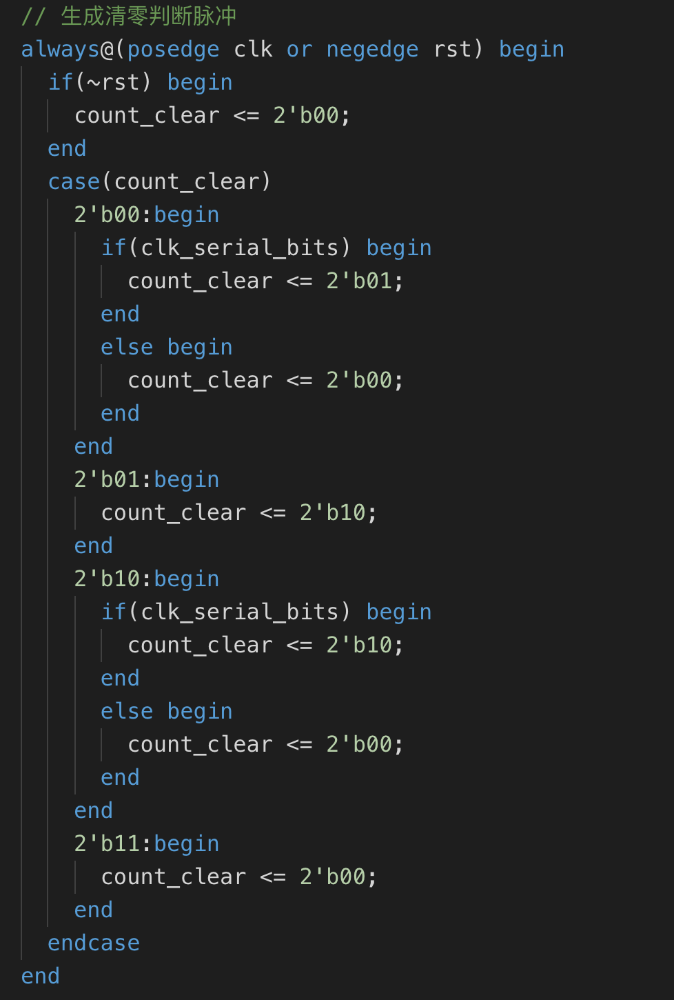 // 生成清零判断脉冲
always@(posedge clk or negedge rst) begin
  if(~rst) begin
    count_clear <= 2'b00;
  end
  case(count_clear)
    2'b00:begin
      if(clk_serial_bits) begin
        count_clear <= 2'b01;
      end
      else begin
        count_clear <= 2'b00;
      end
    end
    2'b01:begin
      count_clear <= 2'b10;
    end
    2'b10:begin
      if(clk_serial_bits) begin
        count_clear <= 2'b10;
      end
      else begin
        count_clear <= 2'b00;
      end
    end
    2'b11:begin
      count_clear <= 2'b00;
    end
  endcase
end